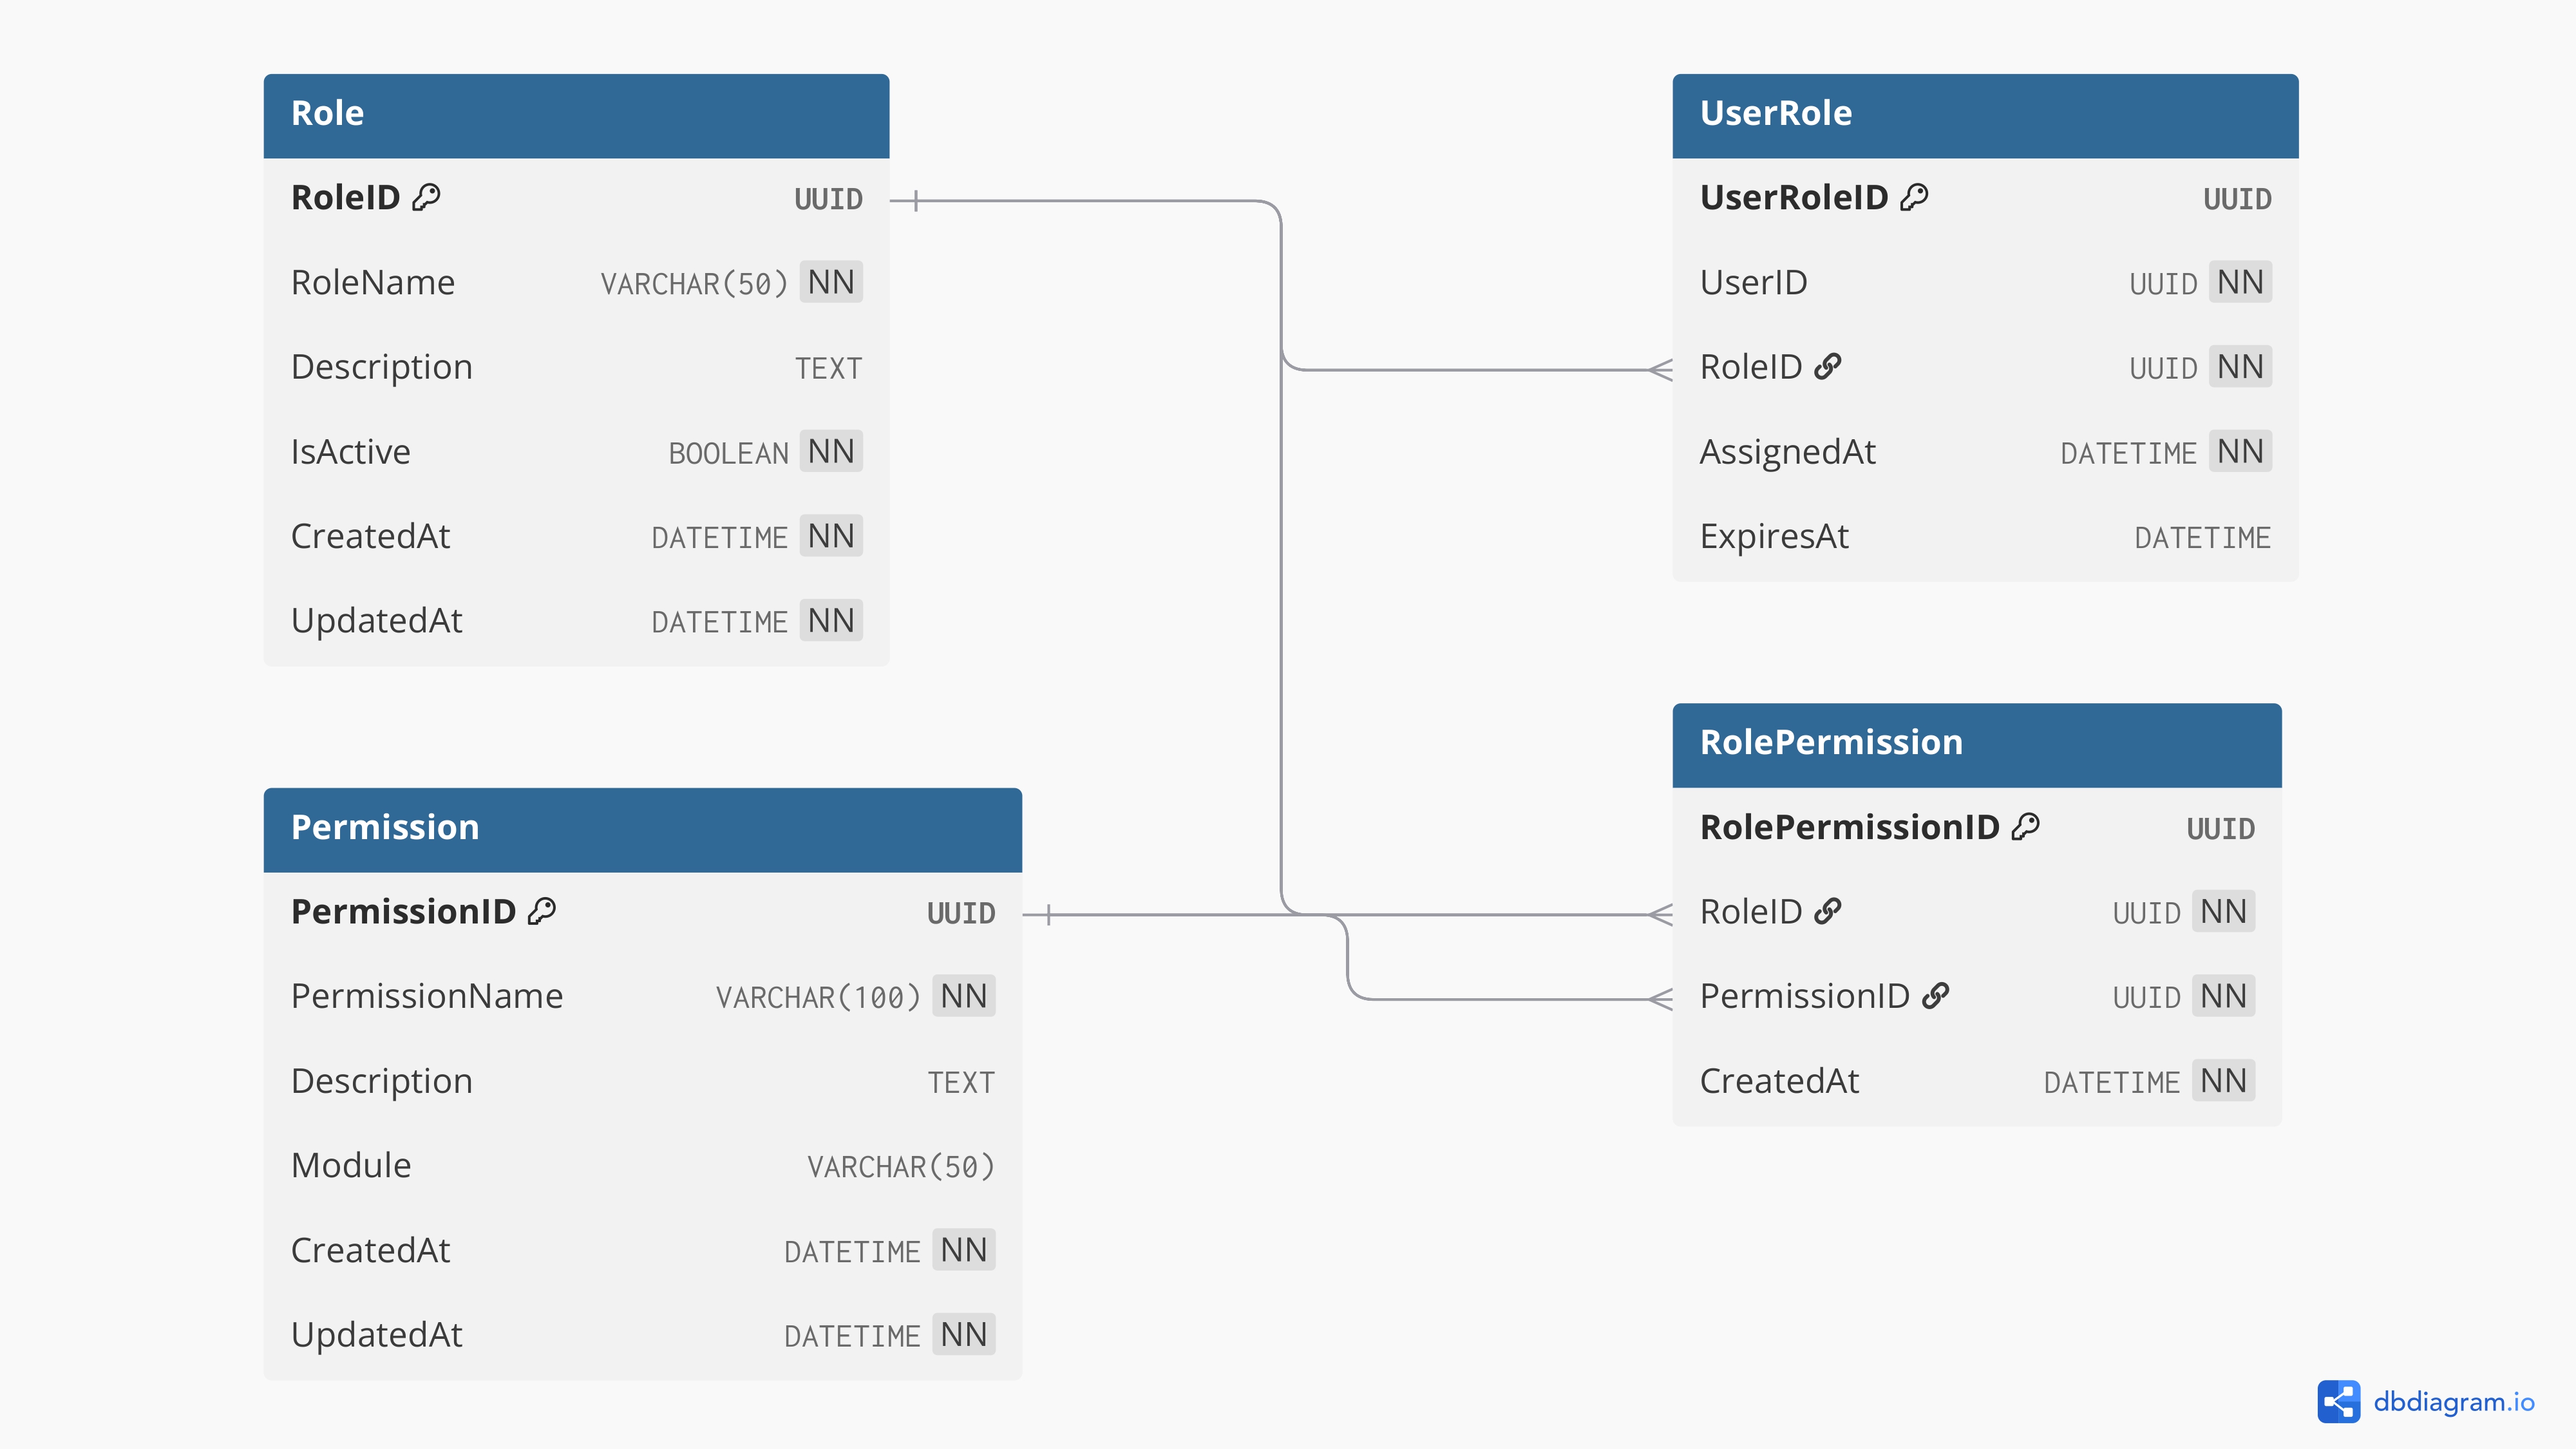 Role
RoleID UUID
RoleName VARCHAR(50) NN
Description TEXT
IsActive BOOLEAN NN
CreatedAt DATETIME NN
UpdatedAt DATETIME NN
UserRole
UserRoleID UUID
UserID UUID NN
RoleID UUID NN
AssignedAt DATETIME NN
ExpiresAt DATETIME
Permission
PermissionID UUID
PermissionName VARCHAR(100) NN
Description TEXT
Module VARCHAR(50)
CreatedAt DATETIME NN
UpdatedAt DATETIME NN
RolePermission
RolePermissionID UUID
RoleID UUID NN
PermissionID UUID NN
CreatedAt DATETIME NN
dbdiagram.io